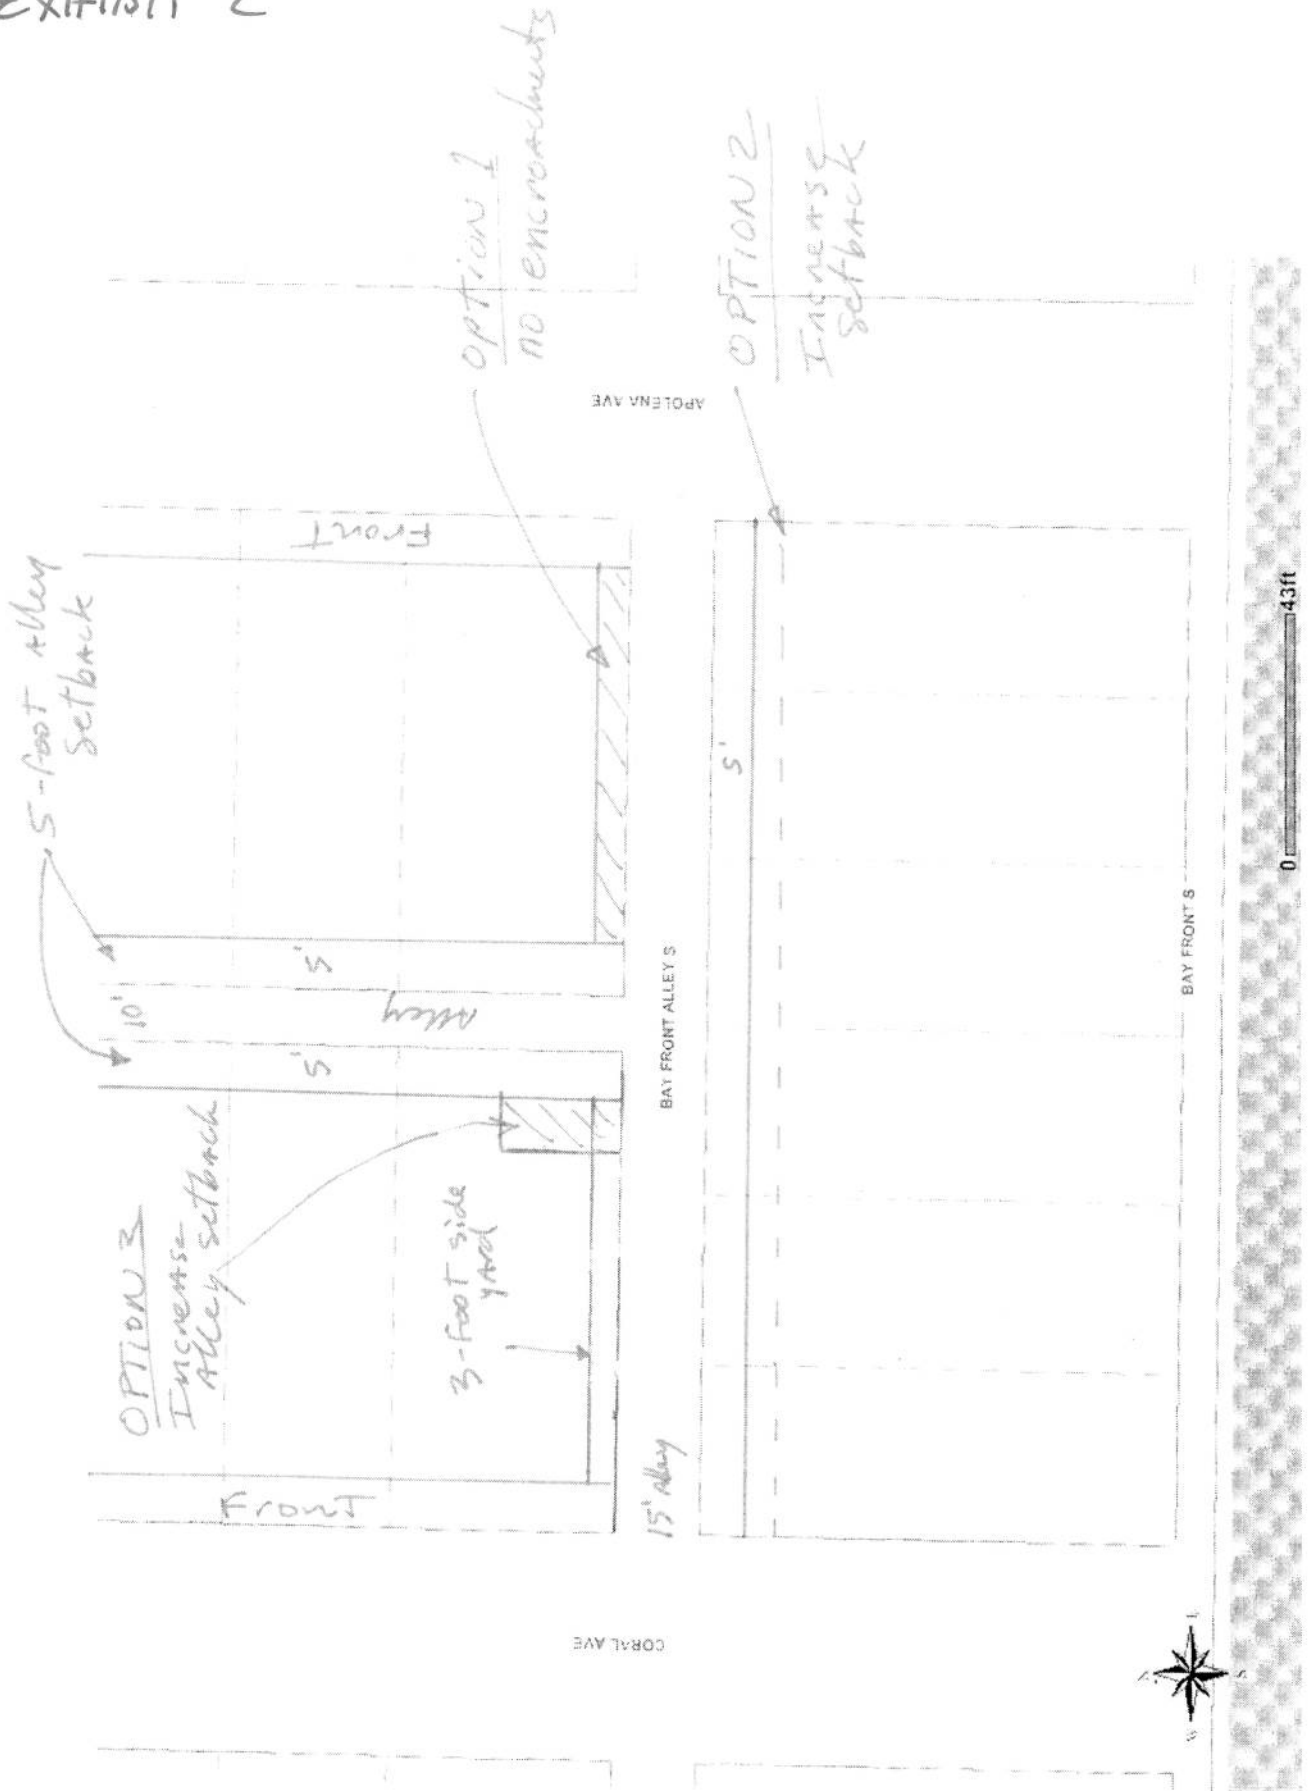 EXHIBIT 2
5-foot Alley
Setback
OPTION 1
no encroachments
OPTION 2
Increase
Setback
OPTION 3
Increase
Alley setback
3-foot side
yard
Front
Front
5'
10'
5'
Alley
5'
15' Alley
APOLENA AVE
CORAL AVE
BAY FRONT ALLEY S
BAY FRONT S
0
43ft